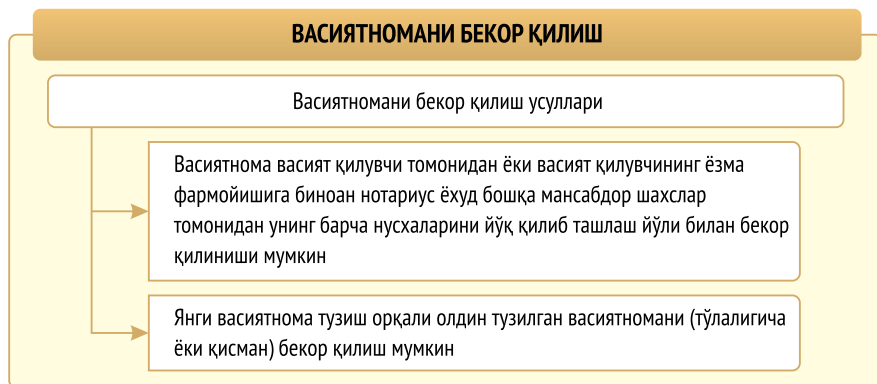 ВАСИЯТНОМАНИ БЕКОР ҚИЛИШ
Васиятномани бекор қилиш усуллари
Васиятнома васият қилувчи томонидан ёки васият қилувчининг ёзма
фармойишига биноан нотариус ёхуд бошқа мансабдор шахслар
томонидан унинг барча нусхаларини йўқ қилиб ташлаш йўли билан бекор
қилиниши мумкин
Янги васиятнома тузиш орқали олдин тузилган васиятномани (тўлалигича
ёки қисман) бекор қилиш мумкин